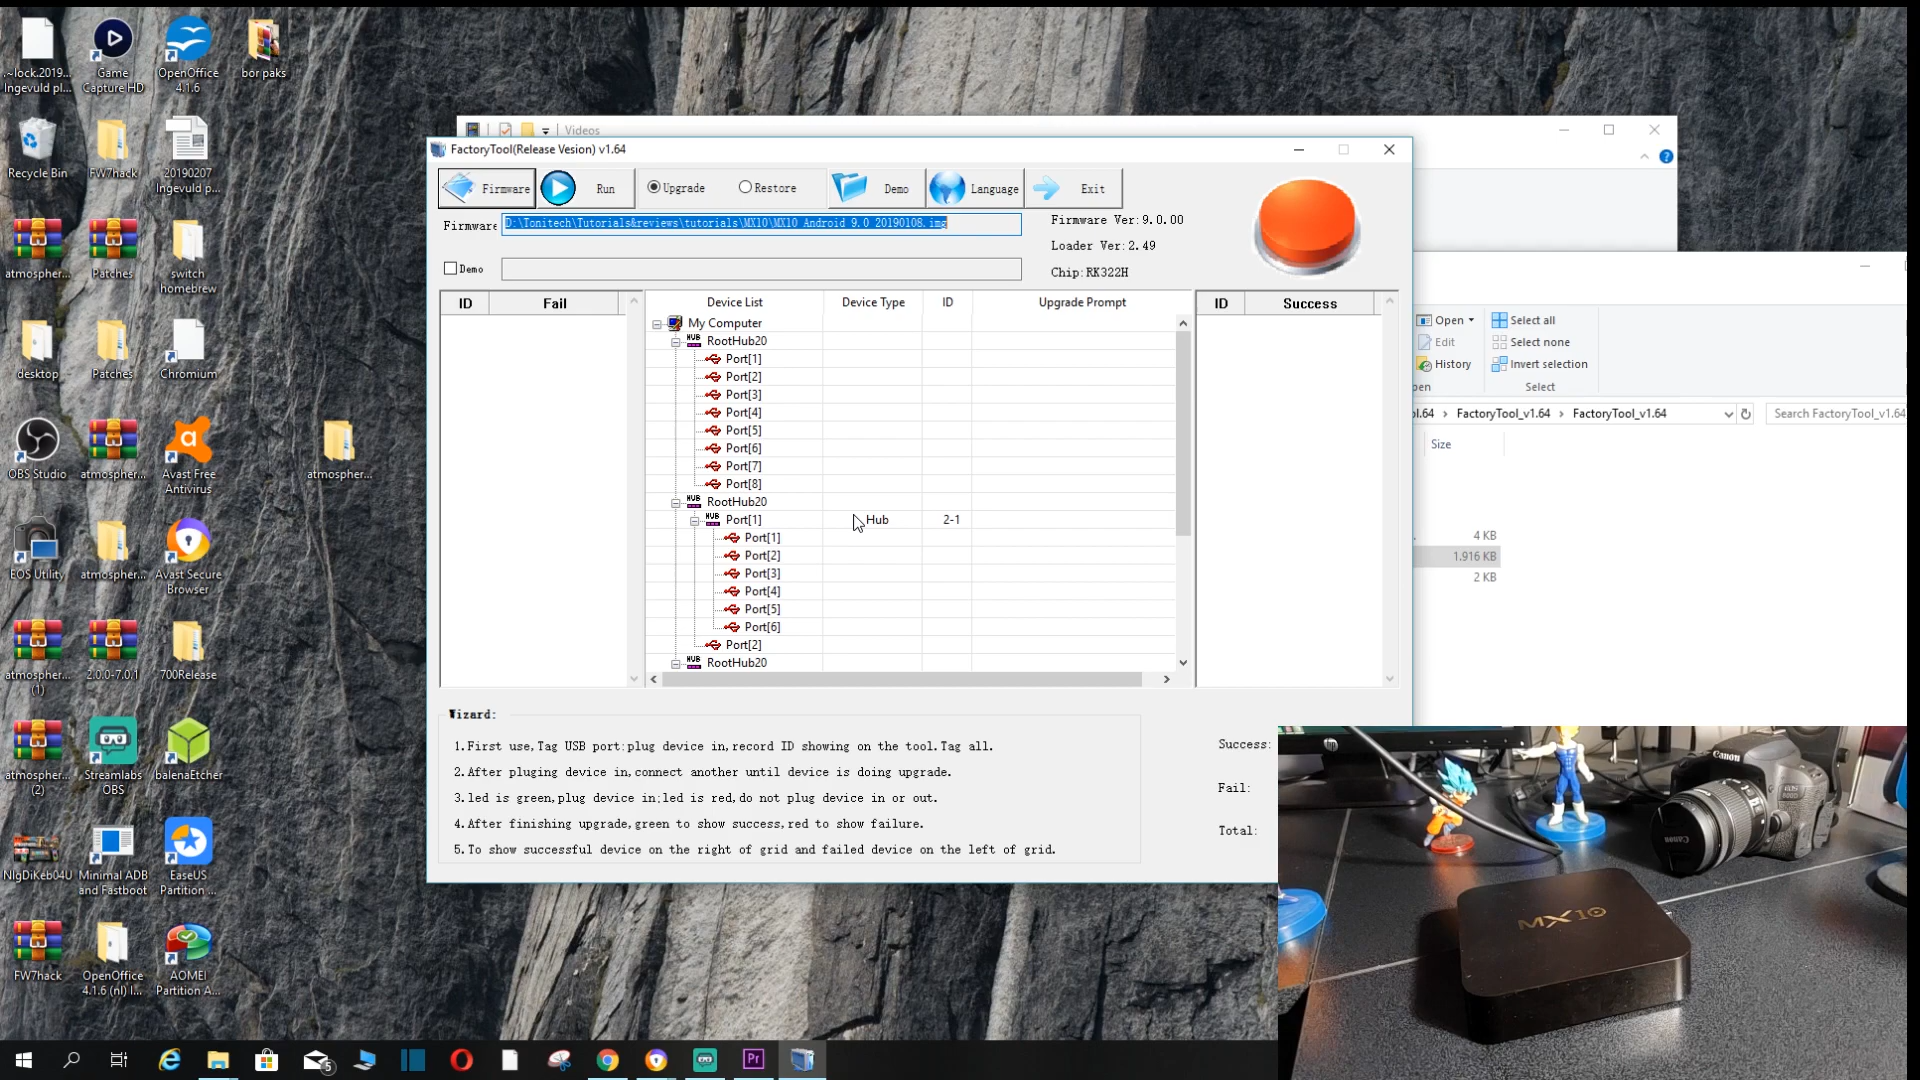 .~lock.2019...
Ingevuld pl...
Game
Capture HD
OpenOffice
4.1.6
bor paks
Recycle Bin
FW7hack
20190207
Ingevuld p...
atmospher...
Patches
switch
homebrew
desktop
Patches
Chromium
OBS Studio
atmospher...
Avast Free
Antivirus
atmospher...
EOS Utility
atmospher...
Avast Secure
Browser
atmospher...
(1)
2.0.0-7.0.1
700Release
atmospher...
(2)
Streamlabs
OBS
balenaEtcher
NIgDiKeb04U
Minimal ADB
and Fastboot
EaseUS
Partition ...
FW7hack
OpenOffice
4.1.6 (nl) I...
AOMEI
Partition A...
Videos
FactoryTool(Release Vesion) v1.64
Firmware Run Upgrade Restore Demo Language Exit
Firmware D:\Tonitech\Tutorials&reviews\tutorials\MX10\MX10 Android 9.0 20190108.img
Firmware Ver:9.0.00
Loader Ver:2.49
Demo
Chip:RK322H
ID Fail
Device List Device Type ID Upgrade Prompt
ID Success
My Computer
RootHub20
Port[1]
Port[2]
Port[3]
Port[4]
Port[5]
Port[6]
Port[7]
Port[8]
RootHub20
Port[1] Hub 2-1
Port[1]
Port[2]
Port[3]
Port[4]
Port[5]
Port[6]
Port[2]
RootHub20
Wizard:
1.First use,Tag USB port:plug device in,record ID showing on the tool.Tag all.
2.After pluging device in,connect another until device is doing upgrade.
3.led is green,plug device in;led is red,do not plug device in or out.
4.After finishing upgrade,green to show success,red to show failure.
5.To show successful device on the right of grid and failed device on the left of grid.
Success:
Fail:
Total:
Open
Select all
Edit
Select none
History
Invert selection
pen
Select
ol.64 › FactoryTool_v1.64 › FactoryTool_v1.64
Search FactoryTool_v1.64
Size
4 KB
1.916 KB
2 KB
hp
Canon
EOS
Canon
MX10
5
Pr